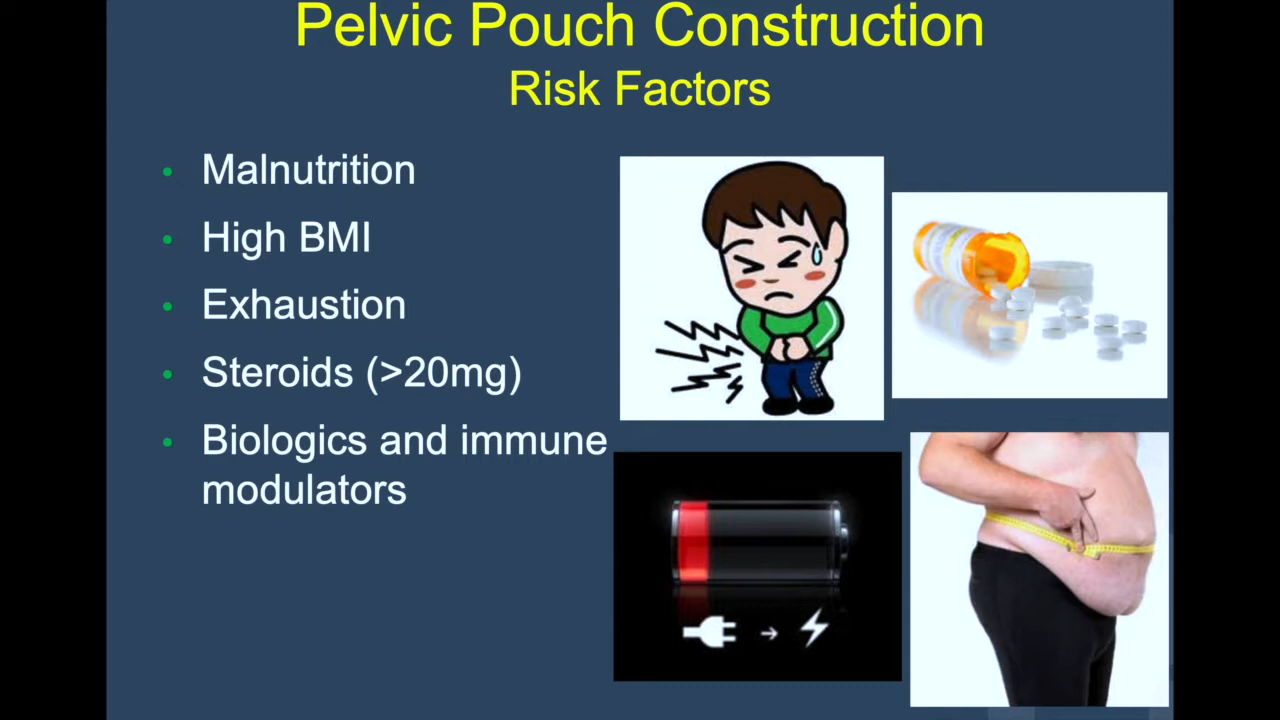 Pelvic Pouch Construction
Risk Factors
• Malnutrition
• High BMI
• Exhaustion
• Steroids (>20mg)
• Biologics and immune
modulators